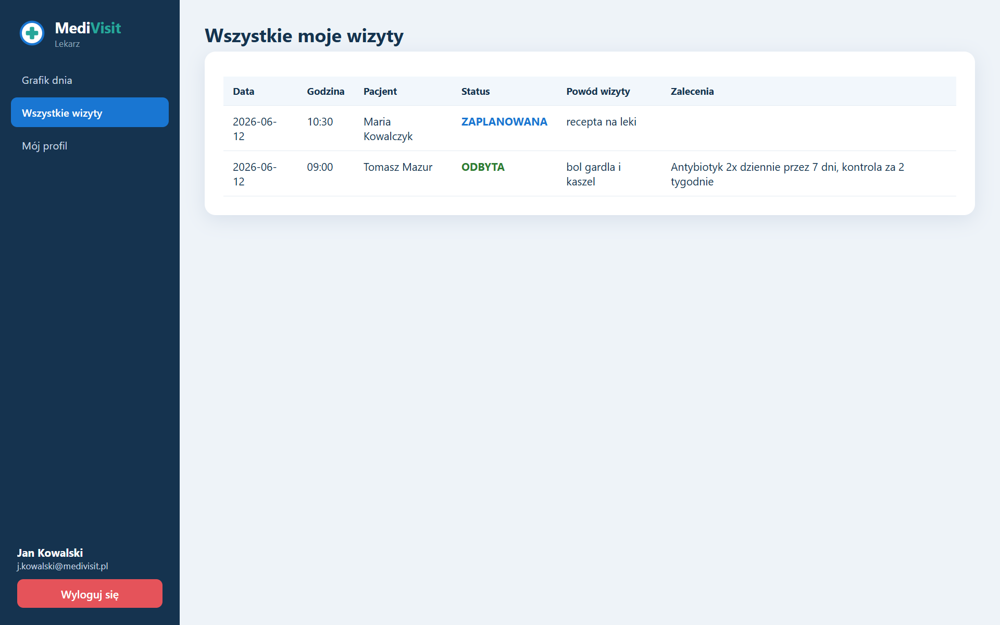 MediVisit
Lekarz
Grafik dnia
Wszystkie wizyty
Mój profil
Jan Kowalski
j.kowalski@medivisit.pl
Wyloguj się
Wszystkie moje wizyty
Data Godzina Pacjent Status Powód wizyty Zalecenia
2026-06-12 10:30 Maria Kowalczyk ZAPLANOWANA recepta na leki
2026-06-12 09:00 Tomasz Mazur ODBYTA bol gardla i kaszel Antybiotyk 2x dziennie przez 7 dni, kontrola za 2 tygodnie